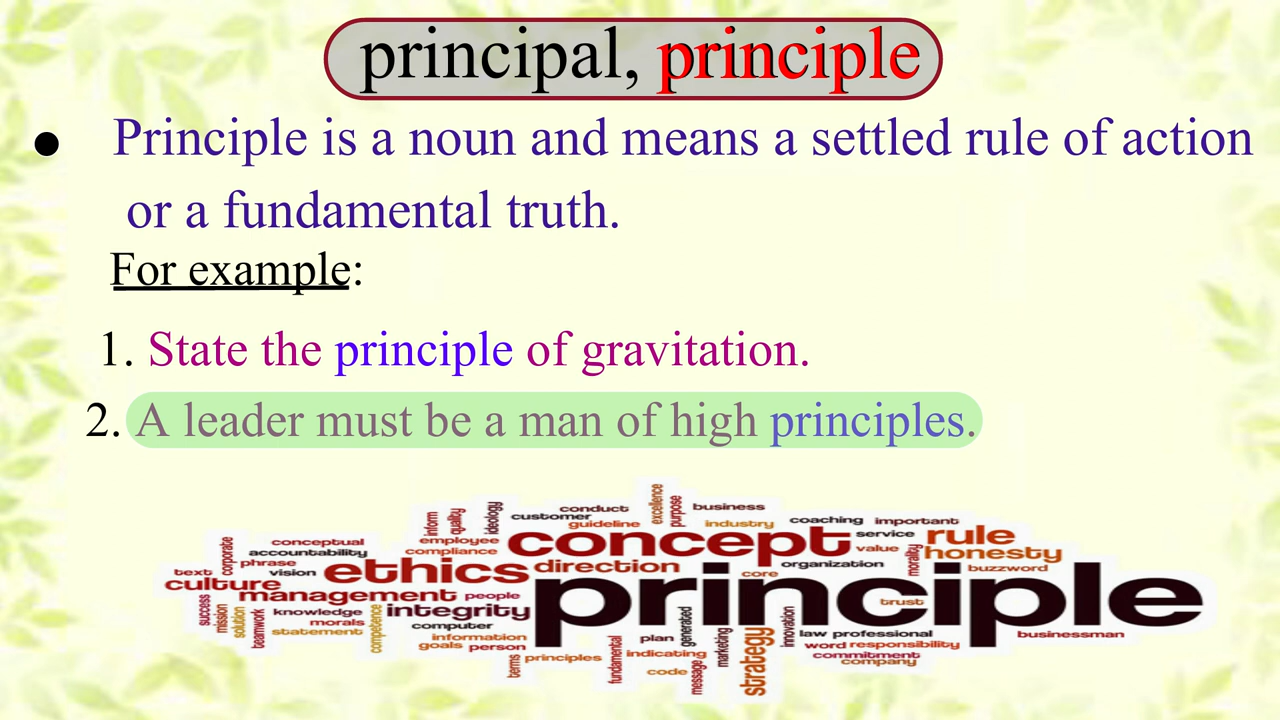 principal, principle
● Principle is a noun and means a settled rule of action
or a fundamental truth.
For example:
1. State the principle of gravitation.
2. A leader must be a man of high principles.
excellence
purpose
business
conduct
customer
guideline
industry
coaching
important
inform
quality
ideology
employee
compliance
concept
service
value
rule
morality
honesty
conceptual
accountability
corporate
phrase
vision
text
culture
ethics
direction
core
organization
buzzword
management
people
principle
trust
success
mission
solution
teamwork
knowledge
morals
statement
competence
integrity
computer
information
goals
person
terms
principles
fundamental
plan
generated
indicating
code
message
marketing
strategy
innovation
law
professional
word
responsibility
commitment
company
businessman